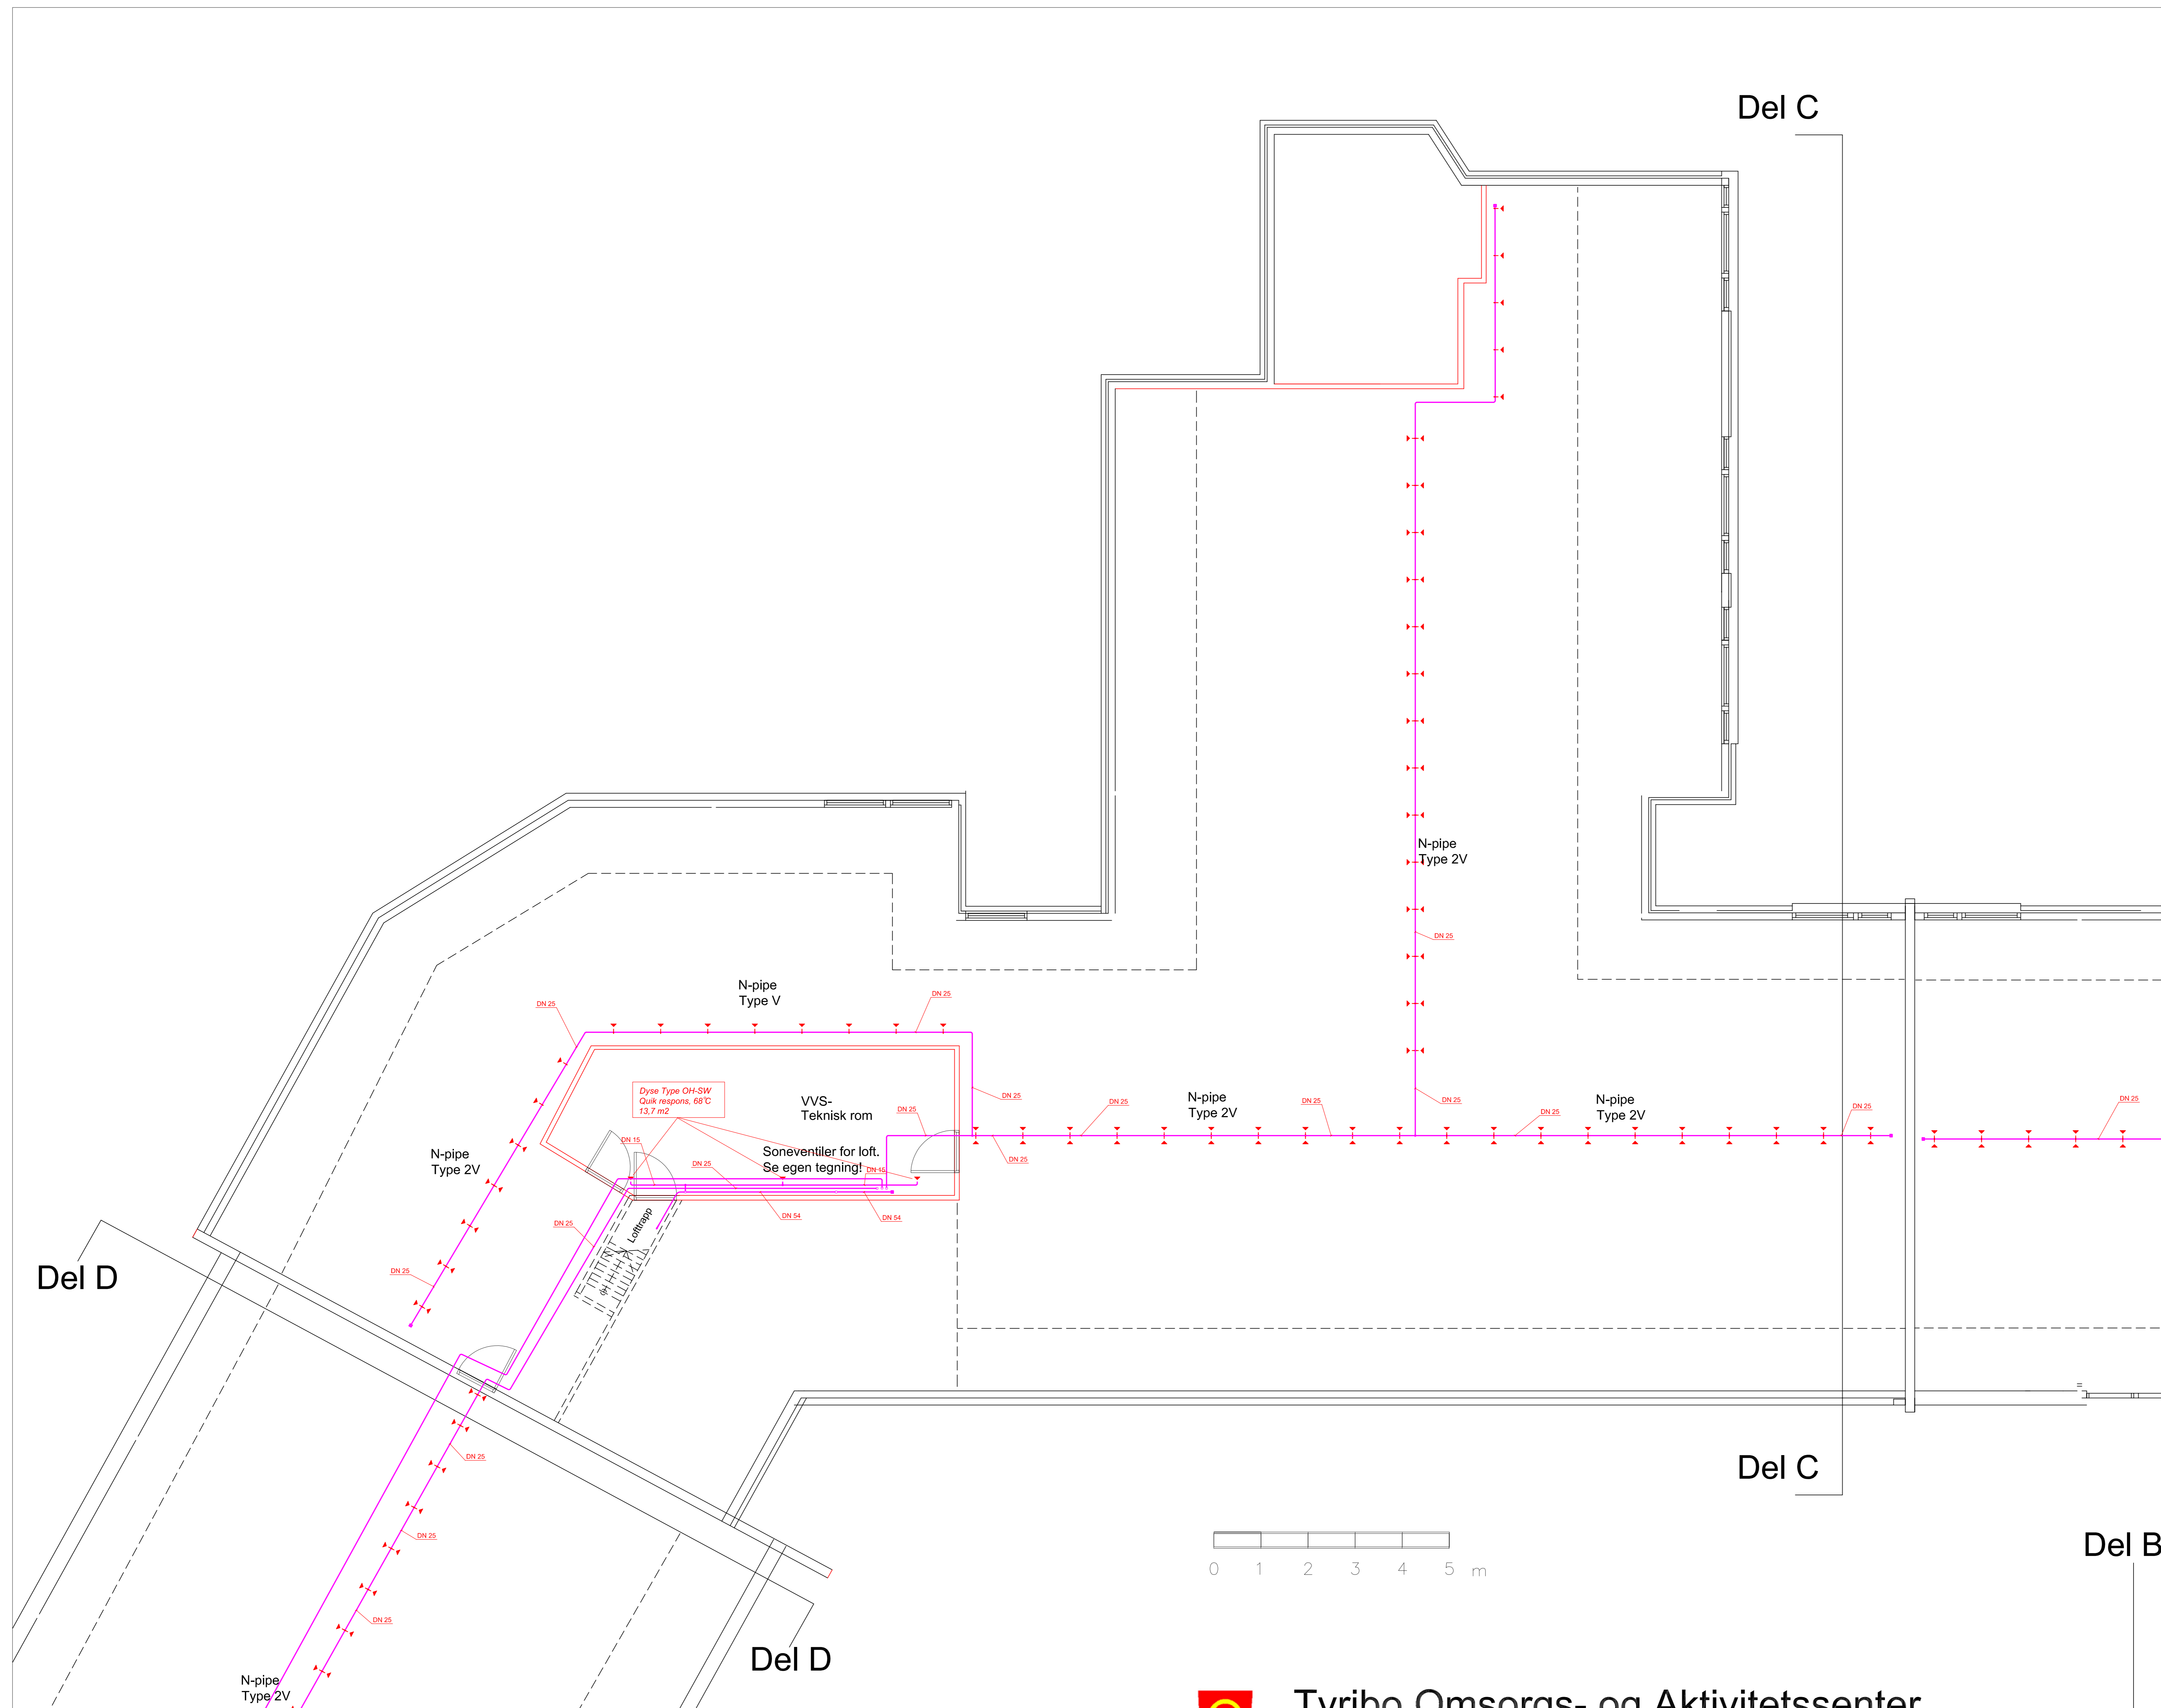 Del C
N-pipe
Type 2V
DN 25
N-pipe
Type V
DN 25
DN 25
Dyse Type OH-SW
Quik respons, 68°C
13,7 m2
VVS-
Teknisk rom
DN 25
DN 25
N-pipe
Type 2V
DN 25
DN 25
DN 25
DN 25
N-pipe
Type 2V
DN 25
DN 25
DN 25
N-pipe
Type 2V
DN 15
Soneventiler for loft.
Se egen tegning!
DN 25
DN 15
DN 25
DN 54
DN 54
Lofttrapp
Del D
DN 25
DN 25
Del C
DN 25
DN 25
0 1 2 3 4 5 m
Del B
Del D
N-pipe
Type 2V
Tyribo Omsorgs- og Aktivitetssenter